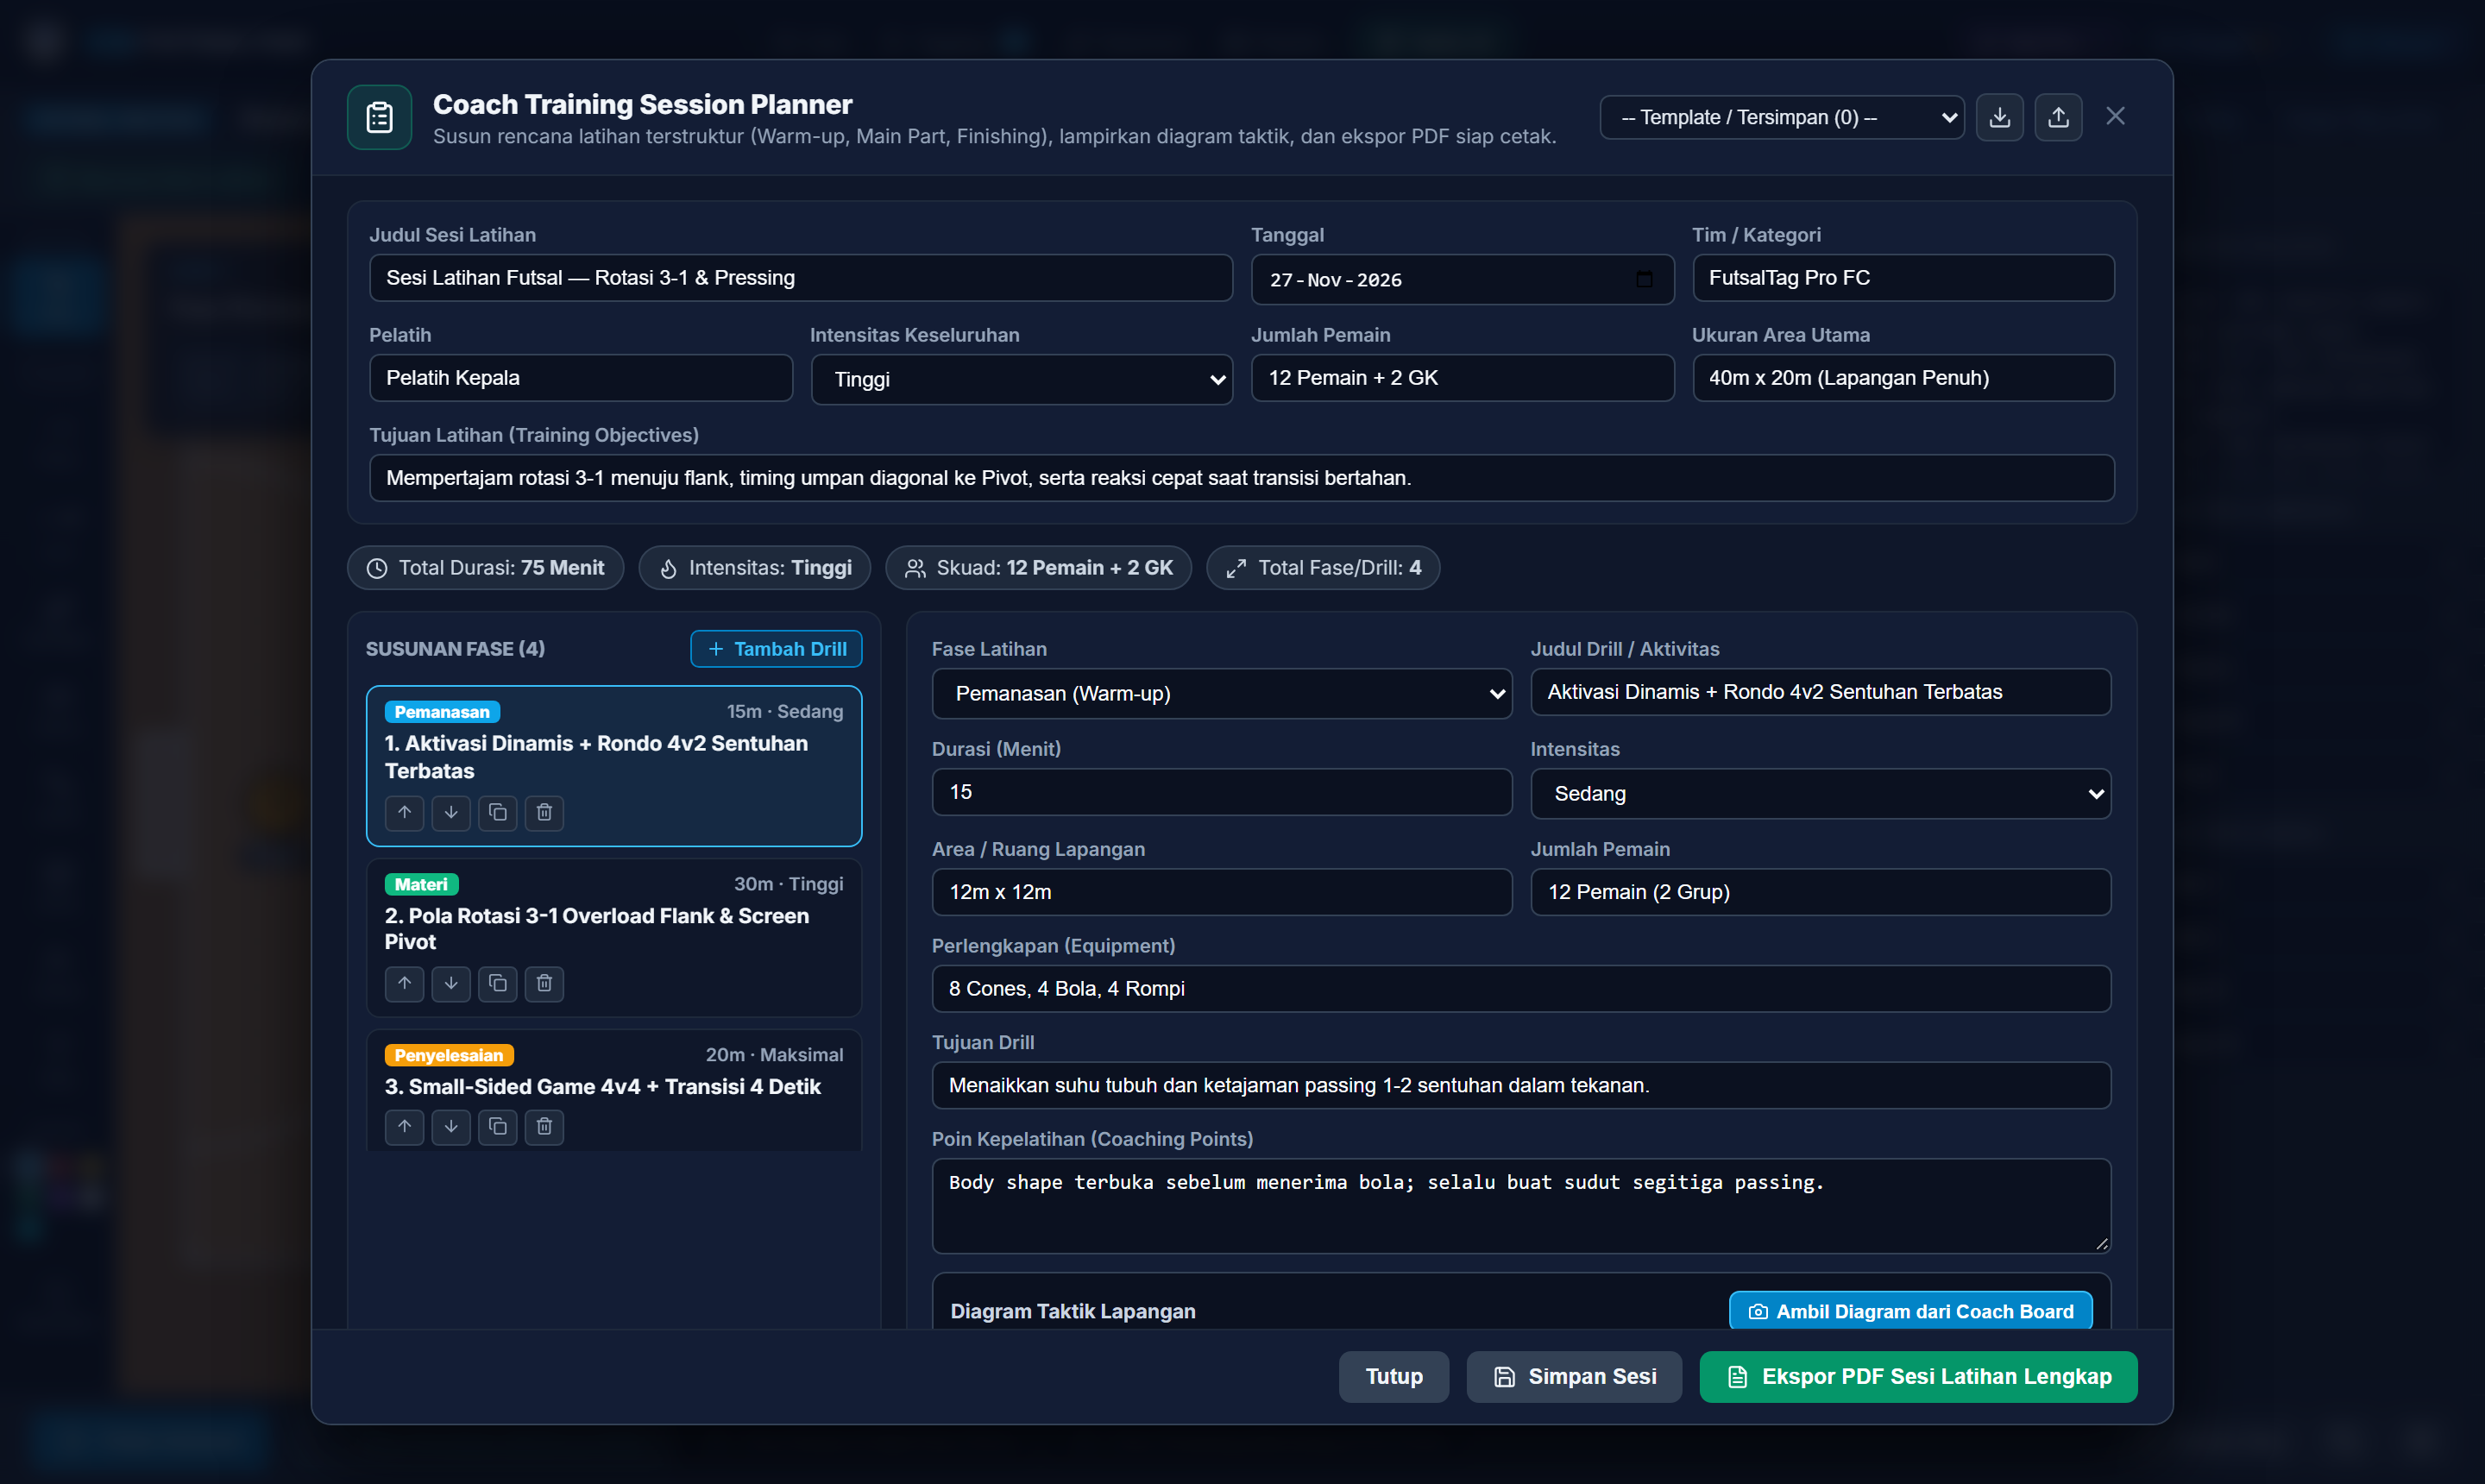 Coach Training Session Planner
Susun rencana latihan terstruktur (Warm-up, Main Part, Finishing), lampirkan diagram taktik, dan ekspor PDF siap cetak.
-- Template / Tersimpan (0) --
Judul Sesi Latihan
Sesi Latihan Futsal — Rotasi 3-1 & Pressing
Tanggal
27-Nov-2026
Tim / Kategori
FutsalTag Pro FC
Pelatih
Pelatih Kepala
Intensitas Keseluruhan
Tinggi
Jumlah Pemain
12 Pemain + 2 GK
Ukuran Area Utama
40m x 20m (Lapangan Penuh)
Tujuan Latihan (Training Objectives)
Mempertajam rotasi 3-1 menuju flank, timing umpan diagonal ke Pivot, serta reaksi cepat saat transisi bertahan.
Total Durasi: 75 Menit
Intensitas: Tinggi
Skuad: 12 Pemain + 2 GK
Total Fase/Drill: 4
SUSUNAN FASE (4)
+ Tambah Drill
Pemanasan
15m · Sedang
1. Aktivasi Dinamis + Rondo 4v2 Sentuhan
Terbatas
Materi
30m · Tinggi
2. Pola Rotasi 3-1 Overload Flank & Screen
Pivot
Penyelesaian
20m · Maksimal
3. Small-Sided Game 4v4 + Transisi 4 Detik
Fase Latihan
Pemanasan (Warm-up)
Judul Drill / Aktivitas
Aktivasi Dinamis + Rondo 4v2 Sentuhan Terbatas
Durasi (Menit)
15
Intensitas
Sedang
Area / Ruang Lapangan
12m x 12m
Jumlah Pemain
12 Pemain (2 Grup)
Perlengkapan (Equipment)
8 Cones, 4 Bola, 4 Rompi
Tujuan Drill
Menaikkan suhu tubuh dan ketajaman passing 1-2 sentuhan dalam tekanan.
Poin Kepelatihan (Coaching Points)
Body shape terbuka sebelum menerima bola; selalu buat sudut segitiga passing.
Diagram Taktik Lapangan
Ambil Diagram dari Coach Board
Tutup
Simpan Sesi
Ekspor PDF Sesi Latihan Lengkap